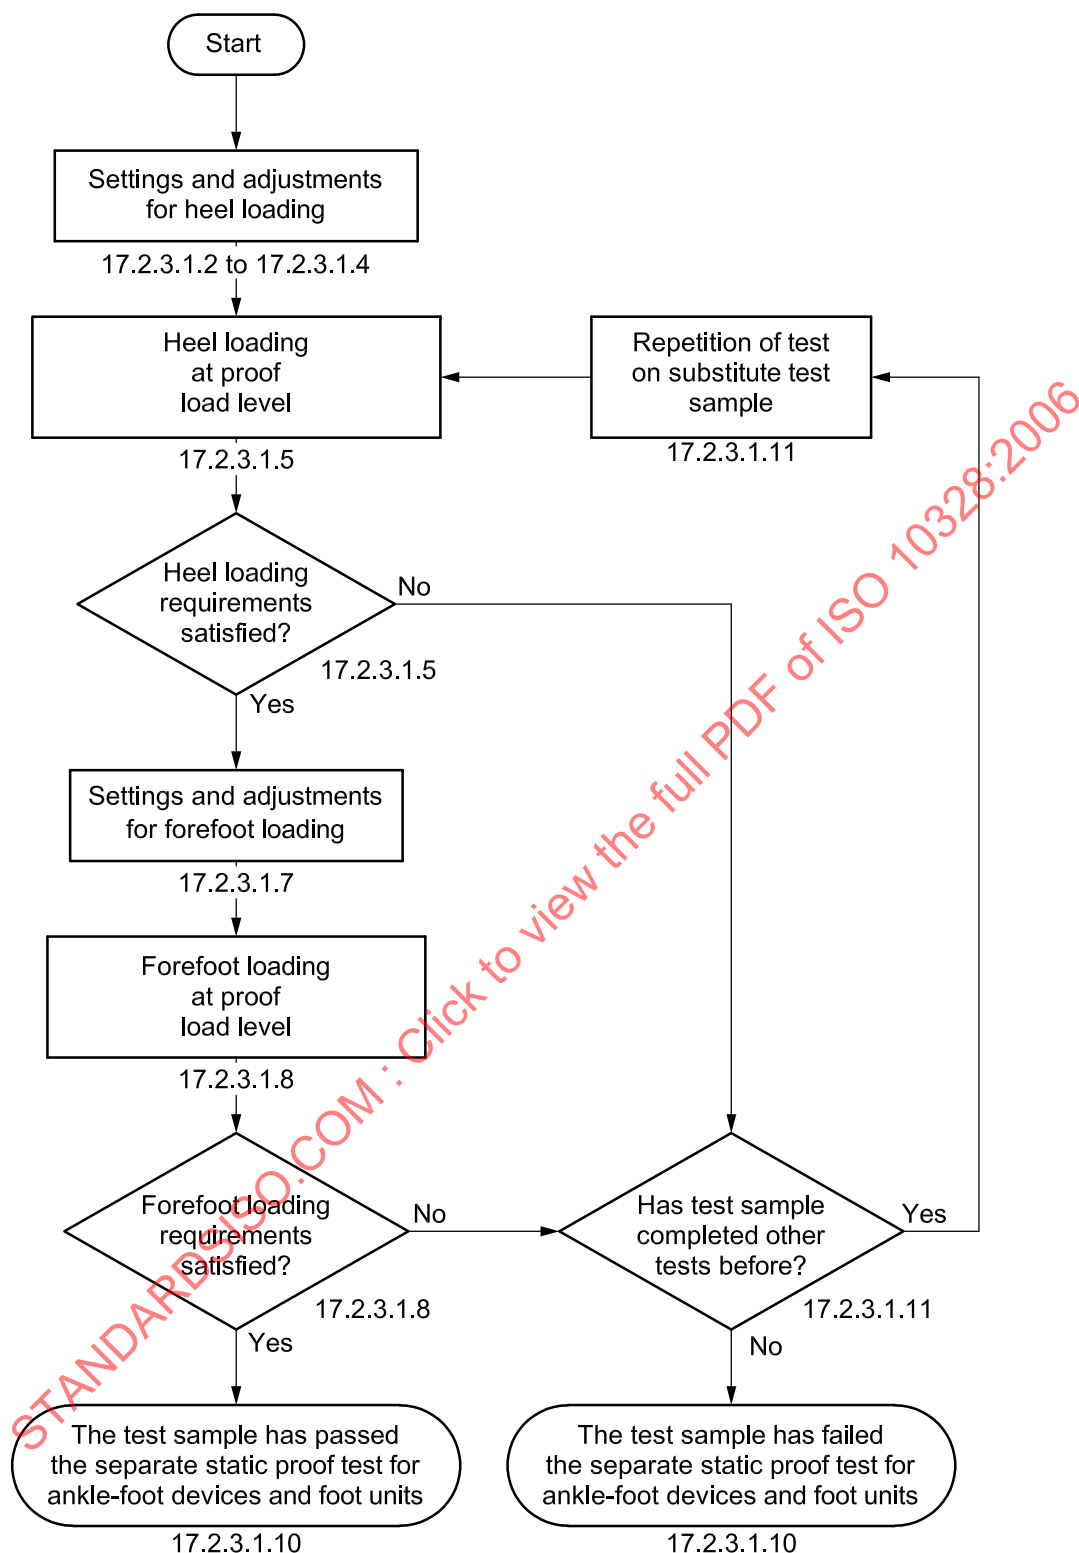 Start
Settings and adjustments
for heel loading
17.2.3.1.2 to 17.2.3.1.4
Heel loading
at proof
load level
17.2.3.1.5
Repetition of test
on substitute test
sample
17.2.3.1.11
Heel loading
requirements
satisfied?
No
17.2.3.1.5
Yes
Settings and adjustments
for forefoot loading
17.2.3.1.7
Forefoot loading
at proof
load level
17.2.3.1.8
Forefoot loading
requirements
satisfied?
No
17.2.3.1.8
Yes
Has test sample
completed other
tests before?
Yes
17.2.3.1.11
No
The test sample has passed
the separate static proof test for
ankle-foot devices and foot units
17.2.3.1.10
The test sample has failed
the separate static proof test for
ankle-foot devices and foot units
17.2.3.1.10
STANDARDSISO.COM : Click to view the full PDF of ISO 10328:2006